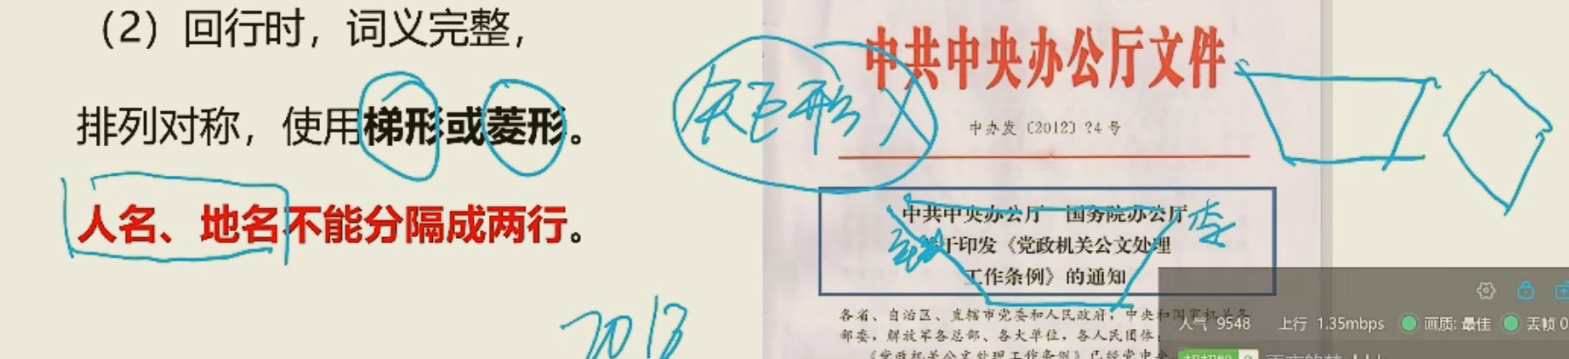 （2）回行时，词义完整，
排列对称，使用梯形或菱形。
人名、地名不能分隔成两行。
矩形
2013
中共中央办公厅文件
中办发〔2012〕24号
中共中央办公厅 国务院办公厅
于印发《党政机关公文处理
工作条例》的通知
李
各省、自治区、直辖市党委和人民政府，中央和国家机关各
部委，解放军各总部、各大单位，各人民团体：
《党政机关公文处理工作条例》已经党中央
人气 9548 上行 1.35mbps 画质: 最佳 丢帧 0